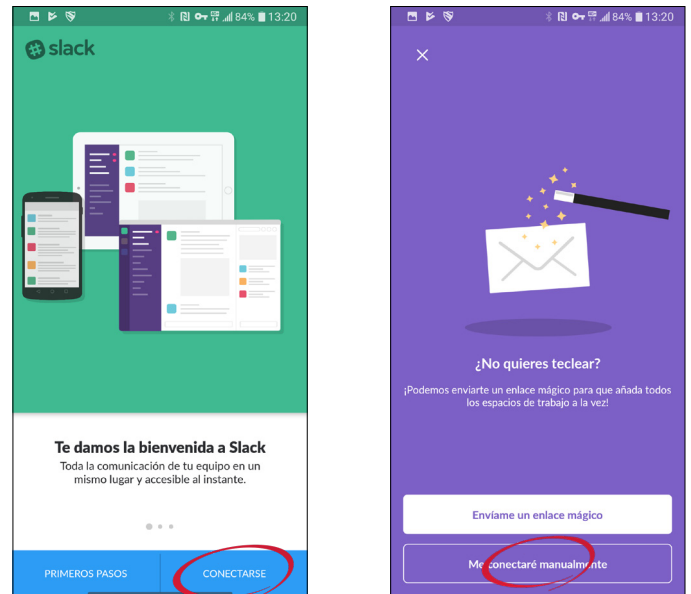 84% 13:20
slack
Te damos la bienvenida a Slack
Toda la comunicación de tu equipo en un
mismo lugar y accesible al instante.
PRIMEROS PASOS
CONECTARSE
84% 13:20
¿No quieres teclear?
¡Podemos enviarte un enlace mágico para que añada todos
los espacios de trabajo a la vez!
Envíame un enlace mágico
Me conectaré manualmente